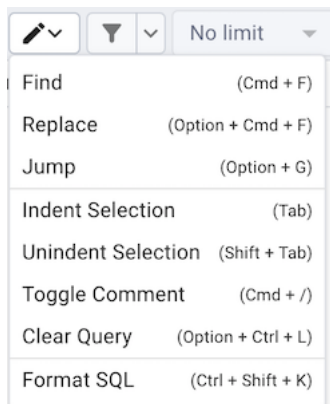 No limit
Find (Cmd + F)
Replace (Option + Cmd + F)
Jump (Option + G)
Indent Selection (Tab)
Unindent Selection (Shift + Tab)
Toggle Comment (Cmd + /)
Clear Query (Option + Ctrl + L)
Format SQL (Ctrl + Shift + K)